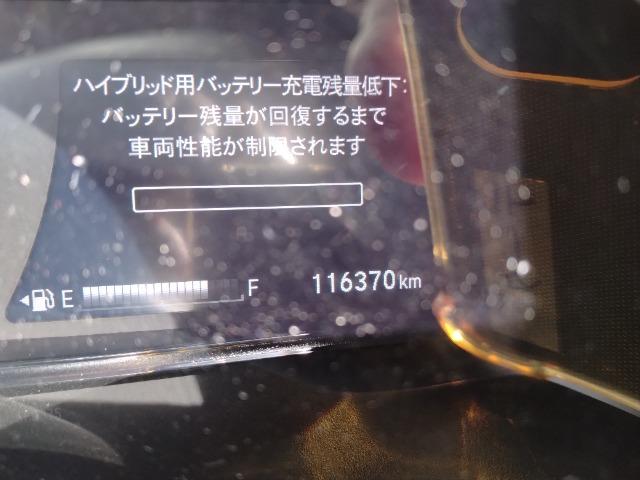 ハイブリッド用バッテリー充電残量低下:
バッテリー残量が回復するまで
車両性能が制限されます
E F 116370km